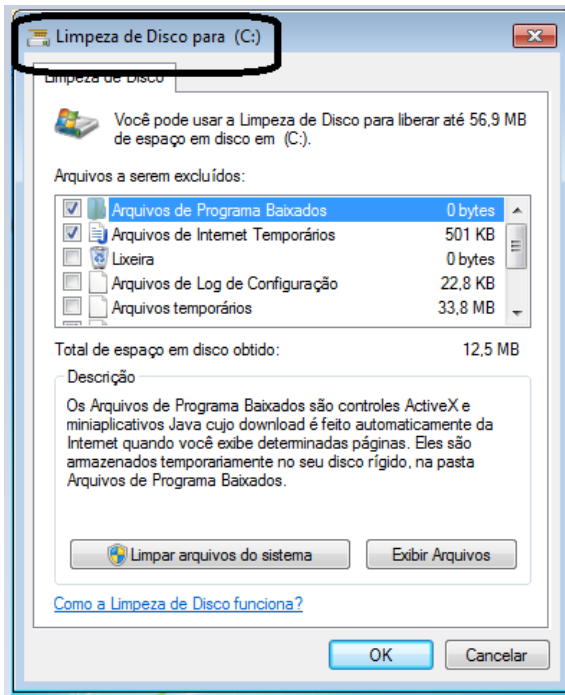 Limpeza de Disco para (C:)
Limpeza de Disco
Você pode usar a Limpeza de Disco para liberar até 56,9 MB
de espaço em disco em (C:).
Arquivos a serem excluídos:
Arquivos de Programa Baixados 0 bytes
Arquivos de Internet Temporários 501 KB
Lixeira 0 bytes
Arquivos de Log de Configuração 22,8 KB
Arquivos temporários 33,8 MB
Total de espaço em disco obtido: 12,5 MB
Descrição
Os Arquivos de Programa Baixados são controles ActiveX e
miniaplicativos Java cujo download é feito automaticamente da
Internet quando você exibe determinadas páginas. Eles são
armazenados temporariamente no seu disco rígido, na pasta
Arquivos de Programa Baixados.
Limpar arquivos do sistema Exibir Arquivos
Como a Limpeza de Disco funciona?
OK Cancelar